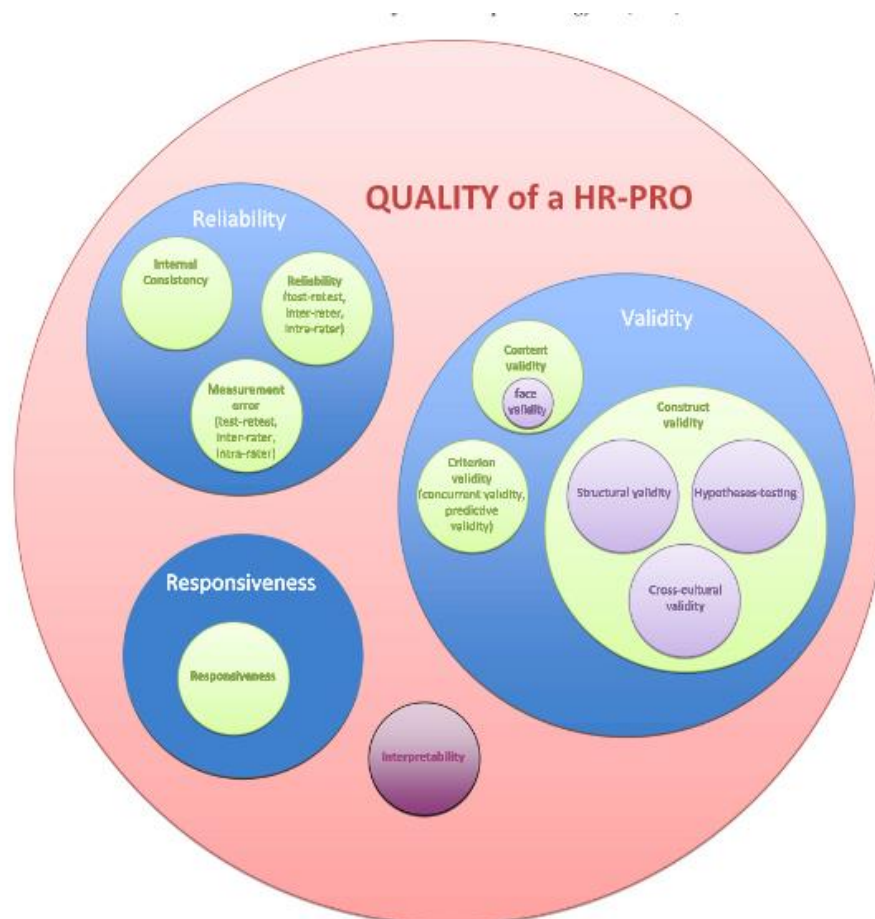 QUALITY of a HR-PRO
Reliability
Internal
Consistency
Reliability
(test-retest,
inter-rater,
intra-rater)
Measurement
error
(test-retest,
inter-rater,
intra-rater)
Validity
Content
validity
face
validity
Criterion
validity
(concurrent validity,
predictive
validity)
Construct
validity
Structural validity
Hypotheses-testing
Cross-cultural
validity
Responsiveness
Responsiveness
Interpretability